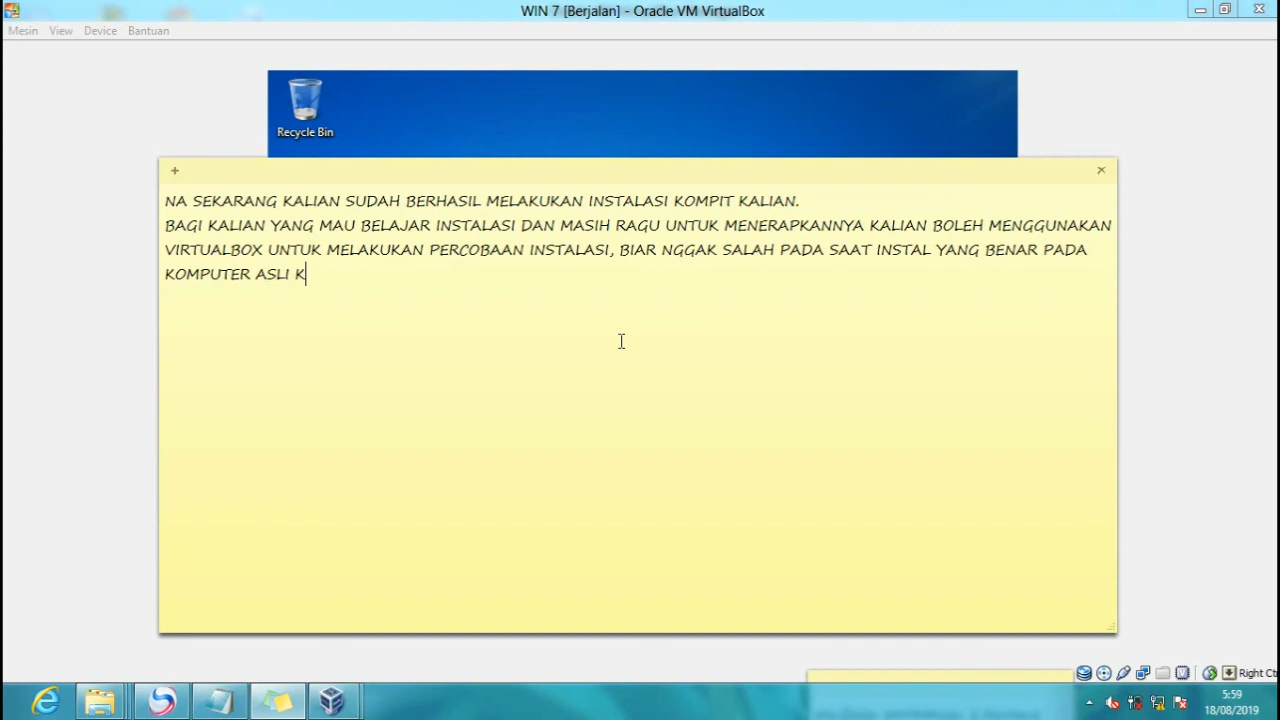 WIN 7 [Berjalan] - Oracle VM VirtualBox
Mesin View Device Bantuan
Recycle Bin
NA SEKARANG KALIAN SUDAH BERHASIL MELAKUKAN INSTALASI KOMPIT KALIAN.
BAGI KALIAN YANG MAU BELAJAR INSTALASI DAN MASIH RAGU UNTUK MENERAPKANNYA KALIAN BOLEH MENGGUNAKAN
VIRTUALBOX UNTUK MELAKUKAN PERCOBAAN INSTALASI, BIAR NGGAK SALAH PADA SAAT INSTAL YANG BENAR PADA
KOMPUTER ASLI K
Right Ct
5:59
18/08/2019